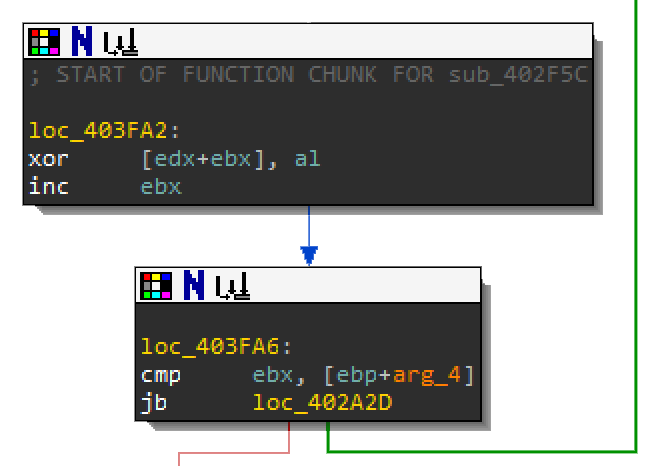 ; START OF FUNCTION CHUNK FOR sub_402F5C
loc_403FA2:
xor [edx+ebx], al
inc ebx
loc_403FA6:
cmp ebx, [ebp+arg_4]
jb loc_402A2D